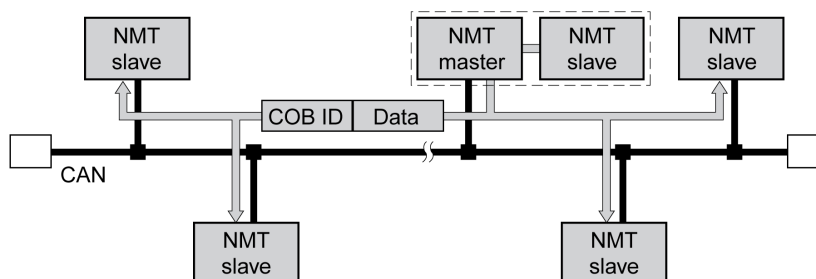 NMT
slave
NMT
master
NMT
slave
NMT
slave
COB ID
Data
CAN
NMT
slave
NMT
slave